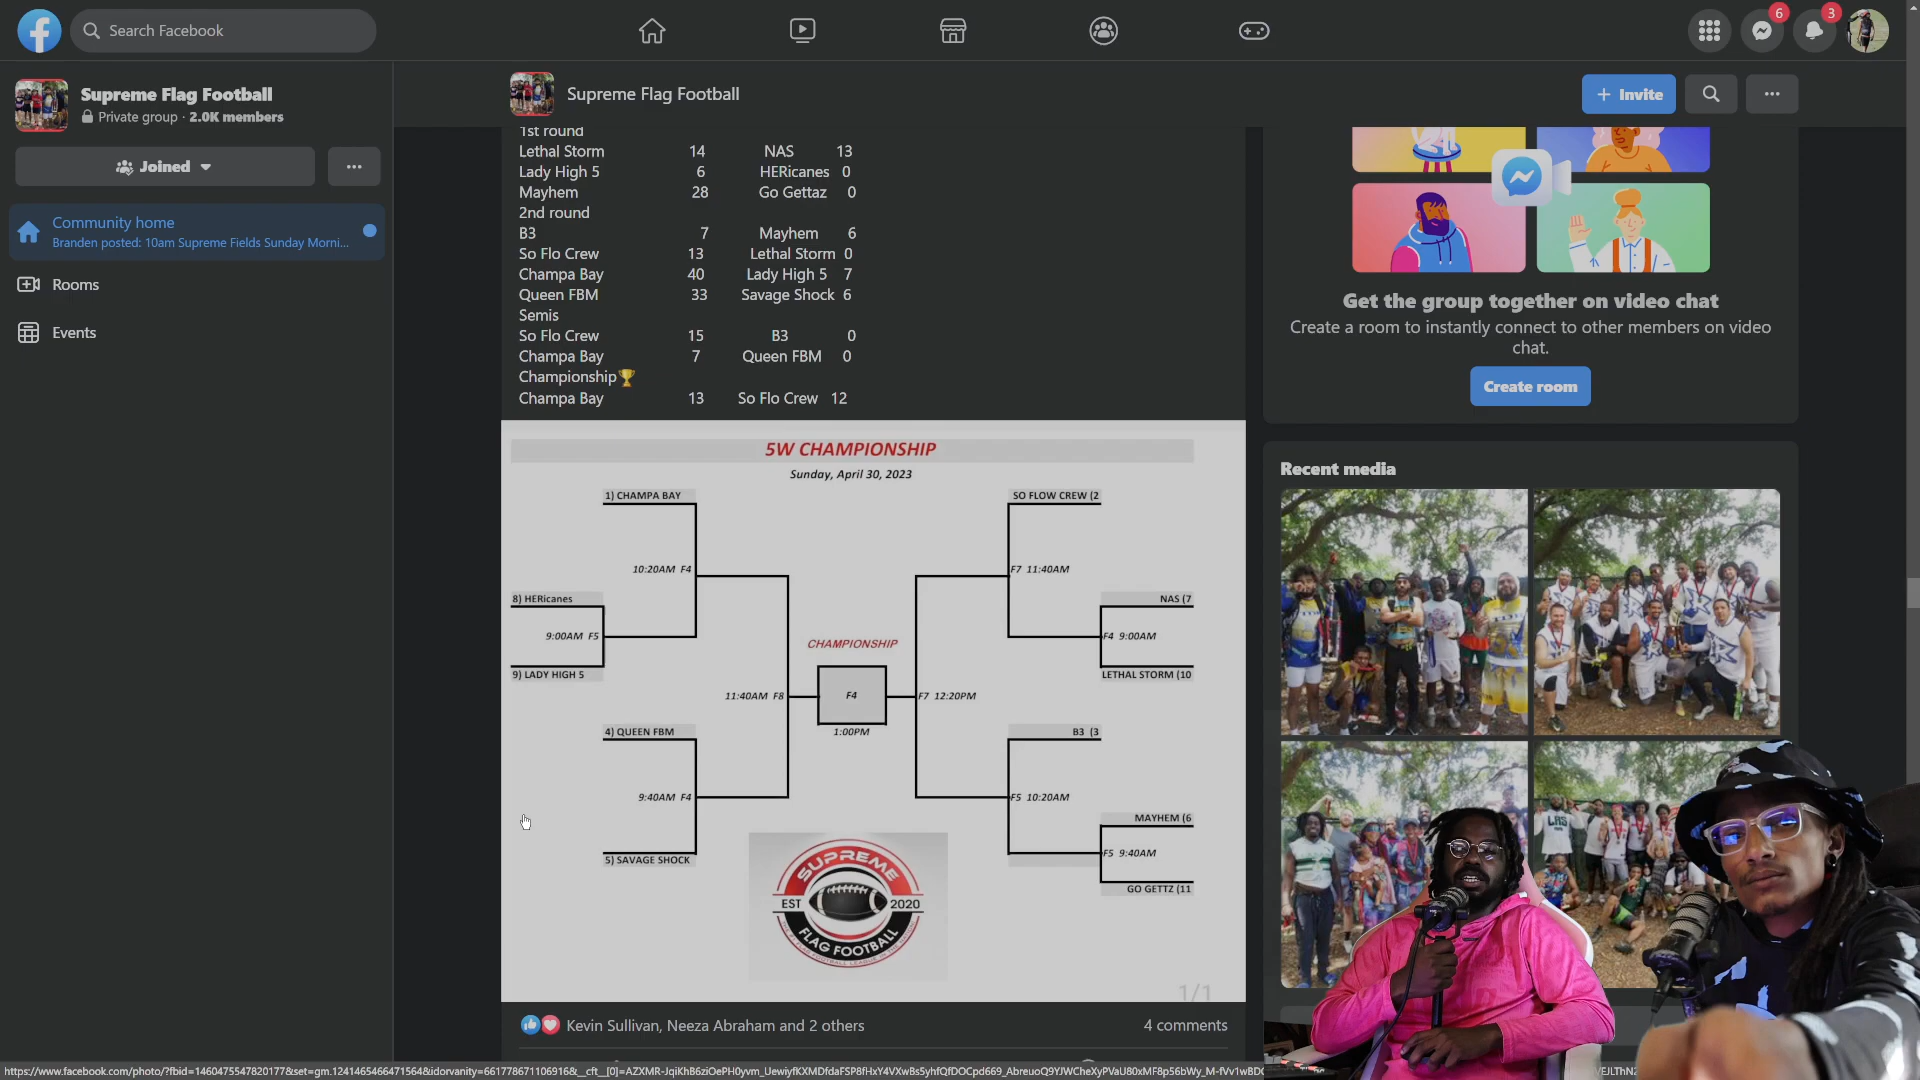 Search Facebook
6
3
Supreme Flag Football
Private group · 2.0K members
Joined
Community home
Branden posted: 10am Supreme Fields Sunday Morni...
Rooms
Events
Supreme Flag Football
+ Invite
1st round
Lethal Storm 14 NAS 13
Lady High 5 6 HERicanes 0
Mayhem 28 Go Gettaz 0
2nd round
B3 7 Mayhem 6
So Flo Crew 13 Lethal Storm 0
Champa Bay 40 Lady High 5 7
Queen FBM 33 Savage Shock 6
Semis
So Flo Crew 15 B3 0
Champa Bay 7 Queen FBM 0
Championship🏆
Champa Bay 13 So Flo Crew 12
5W CHAMPIONSHIP
Sunday, April 30, 2023
1) CHAMPA BAY
SO FLOW CREW (2
10:20AM F4
F7 11:40AM
8) HERicanes
NAS (7
9:00AM F5
F4 9:00AM
CHAMPIONSHIP
9) LADY HIGH 5
LETHAL STORM (10
11:40AM F8
F4
F7 12:20PM
1:00PM
4) QUEEN FBM
B3 (3
9:40AM F4
F5 10:20AM
MAYHEM (6
F5 9:40AM
5) SAVAGE SHOCK
GO GETTZ (11
SUPREME
EST 2020
FLAG FOOTBALL
1/1
Kevin Sullivan, Neeza Abraham and 2 others
4 comments
Get the group together on video chat
Create a room to instantly connect to other members on video
chat.
Create room
Recent media